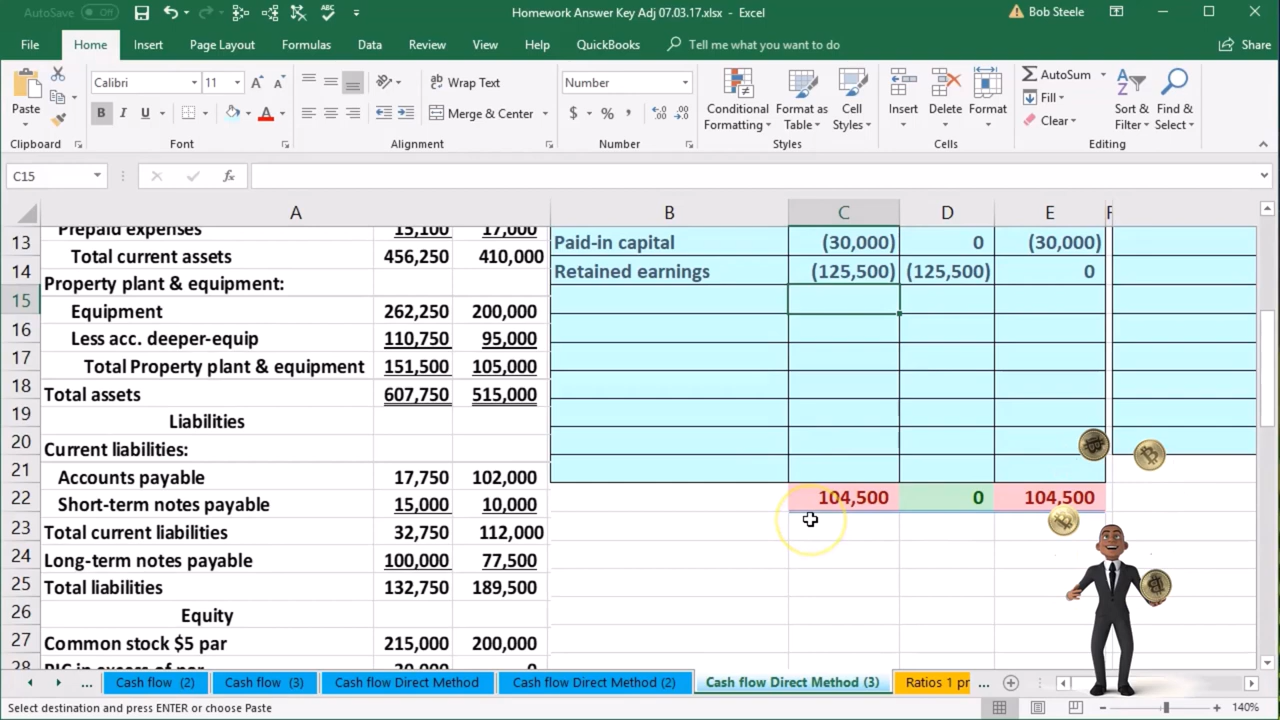 AutoSave Off Homework Answer Key Adj 07.03.17.xlsx - Excel Bob Steele
File Home Insert Page Layout Formulas Data Review View Help QuickBooks Tell me what you want to do Share
Paste Calibri 11 Wrap Text Number Conditional Format as Cell Insert Delete Format AutoSum Sort & Find &
B I U Merge & Center $ % , Formatting Table Styles Fill Filter Select
Clear
Clipboard Font Alignment Number Styles Cells Editing
C15 fx
A B C D E
13 Prepaid expenses 15,100 17,000 Paid-in capital (30,000) 0 (30,000)
14 Total current assets 456,250 410,000 Retained earnings (125,500) (125,500) 0
15 Property plant & equipment:
16 Equipment 262,250 200,000
17 Less acc. deeper-equip 110,750 95,000
18 Total Property plant & equipment 151,500 105,000
19 Total assets 607,750 515,000
Liabilities
20 Current liabilities:
21 Accounts payable 17,750 102,000
22 Short-term notes payable 15,000 10,000 104,500 0 104,500
23 Total current liabilities 32,750 112,000
24 Long-term notes payable 100,000 77,500
25 Total liabilities 132,750 189,500
26 Equity
27 Common stock $5 par 215,000 200,000
28 PIC in excess of par 30,000 0
... Cash flow (2) Cash flow (3) Cash flow Direct Method Cash flow Direct Method (2) Cash flow Direct Method (3) Ratios 1 pr ...
Select destination and press ENTER or choose Paste 140%